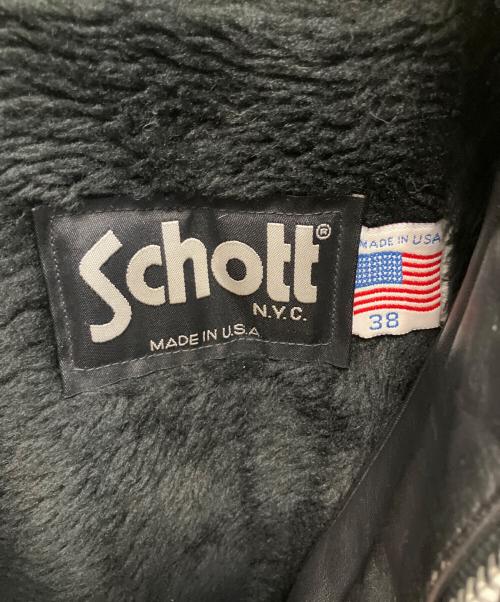 Schott®
N.Y.C.
MADE IN U.S.A
MADE IN USA
38